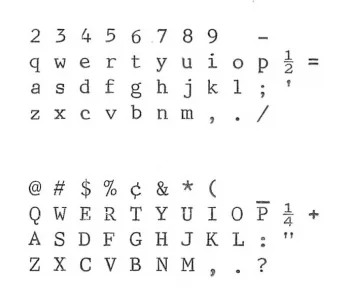 2 3 4 5 6 7 8 9 -
q w e r t y u i o p ½ =
a s d f g h j k l ; '
z x c v b n m , . /
@ # $ % ¢ & * (
Q W E R T Y U I O P ¼ +
A S D F G H J K L : "
Z X C V B N M , . ?